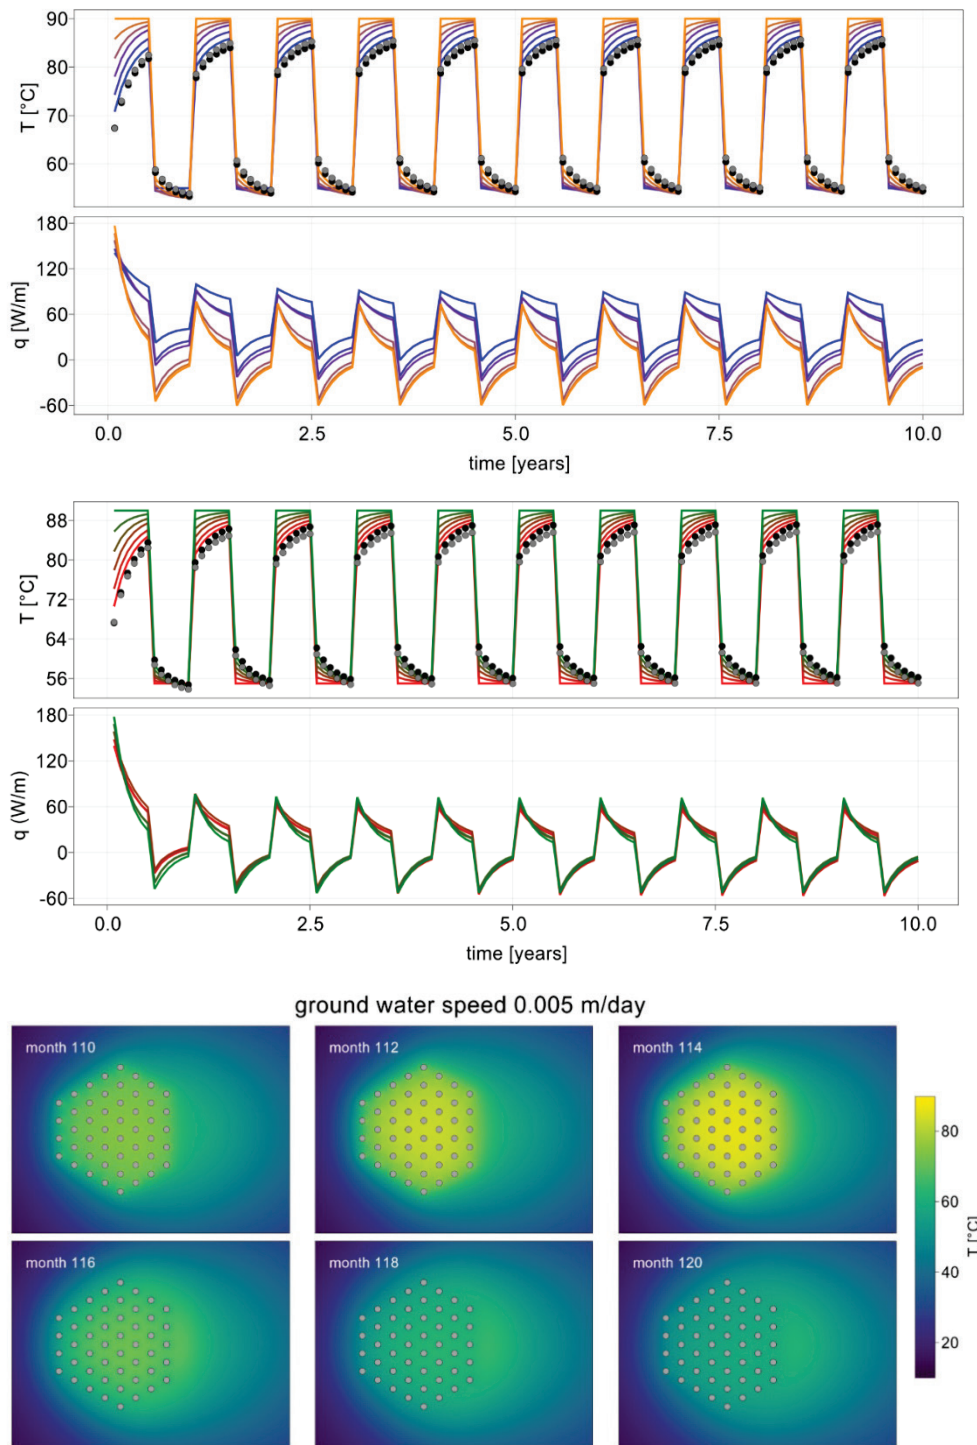 90
80
70
60
T [°C]
180
120
60
0
-60
q [W/m]
0.0 2.5 5.0 7.5 10.0
time [years]
88
80
72
64
56
T [°C]
180
120
60
0
-60
q (W/m)
0.0 2.5 5.0 7.5 10.0
time [years]
ground water speed 0.005 m/day
month 110 month 112 month 114
month 116 month 118 month 120
80
60
40
20
T [°C]